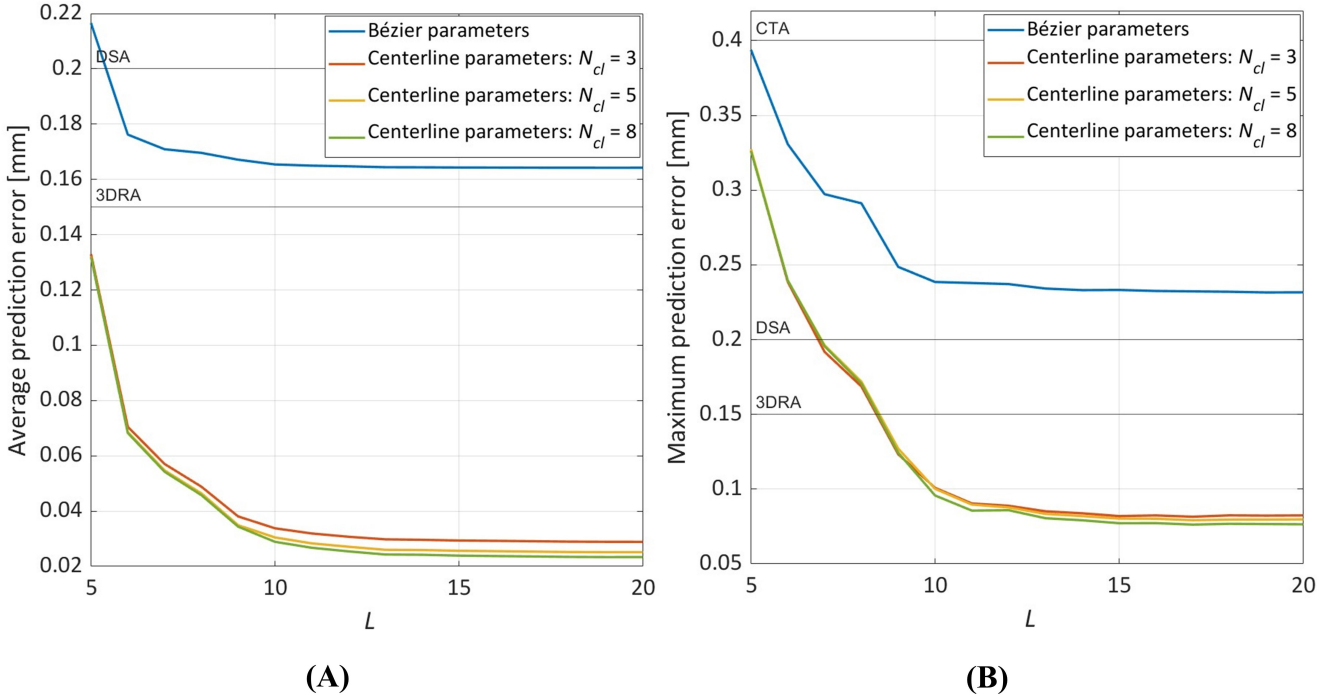 0.22
0.2
0.18
0.16
0.14
0.12
0.1
0.08
0.06
0.04
0.02
Average prediction error [mm]
DSA
3DRA
Bézier parameters
Centerline parameters: N_cl = 3
Centerline parameters: N_cl = 5
Centerline parameters: N_cl = 8
5 10 15 20
L
(A)
0.4
0.35
0.3
0.25
0.2
0.15
0.1
0.05
Maximum prediction error [mm]
CTA
DSA
3DRA
Bézier parameters
Centerline parameters: N_cl = 3
Centerline parameters: N_cl = 5
Centerline parameters: N_cl = 8
5 10 15 20
L
(B)